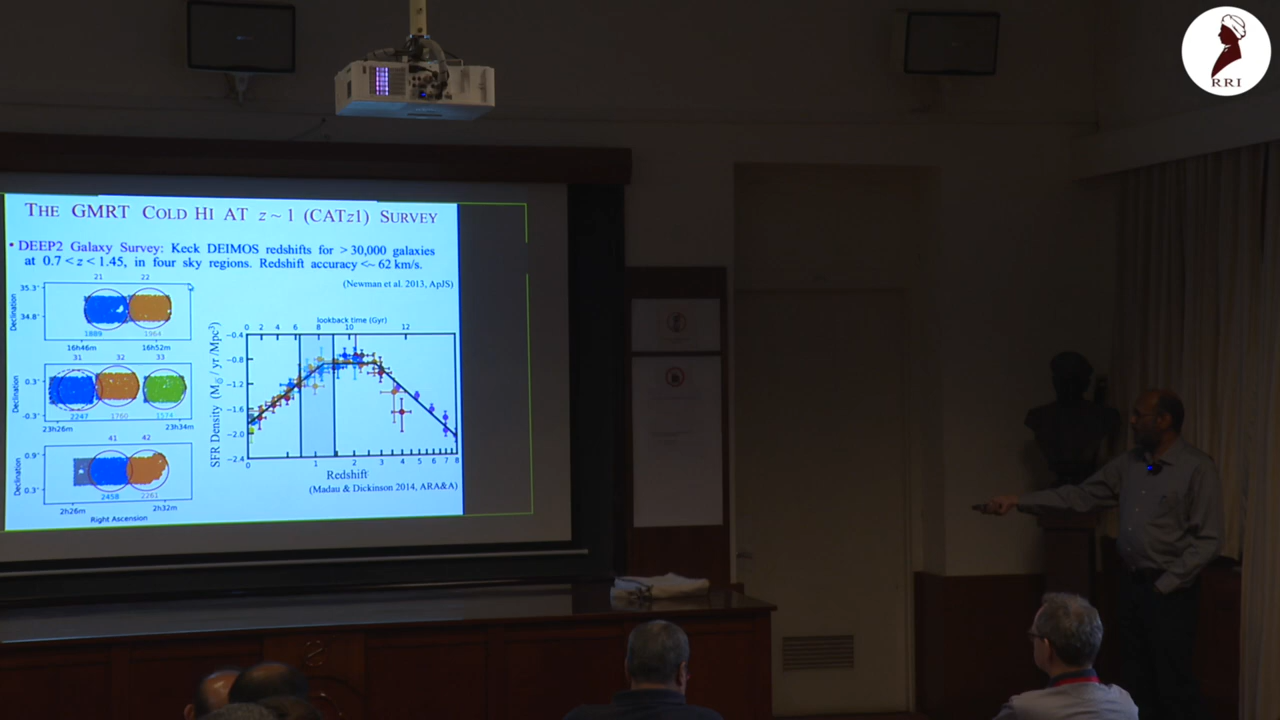 RRI
THE GMRT COLD HI AT z ~ 1 (CATz1) SURVEY
• DEEP2 Galaxy Survey: Keck DEIMOS redshifts for > 30,000 galaxies
at 0.7 < z < 1.45, in four sky regions. Redshift accuracy <~ 62 km/s.
(Newman et al. 2013, ApJS)
21 22
35.3°
34.8°
Declination
1889 1964
16h46m 16h52m
31 32 33
0.3°
-0.3°
Declination
2247 1760 1574
23h26m 23h34m
41 42
0.9°
0.3°
Declination
2458 2261
2h26m 2h32m
Right Ascension
lookback time (Gyr)
0 2 4 6 8 10 12
−0.4
−0.8
−1.2
−1.6
−2.0
−2.4
SFR Density (M☉ / yr /Mpc³)
0 1 2 3 4 5 6 7 8
Redshift
(Madau & Dickinson 2014, ARA&A)